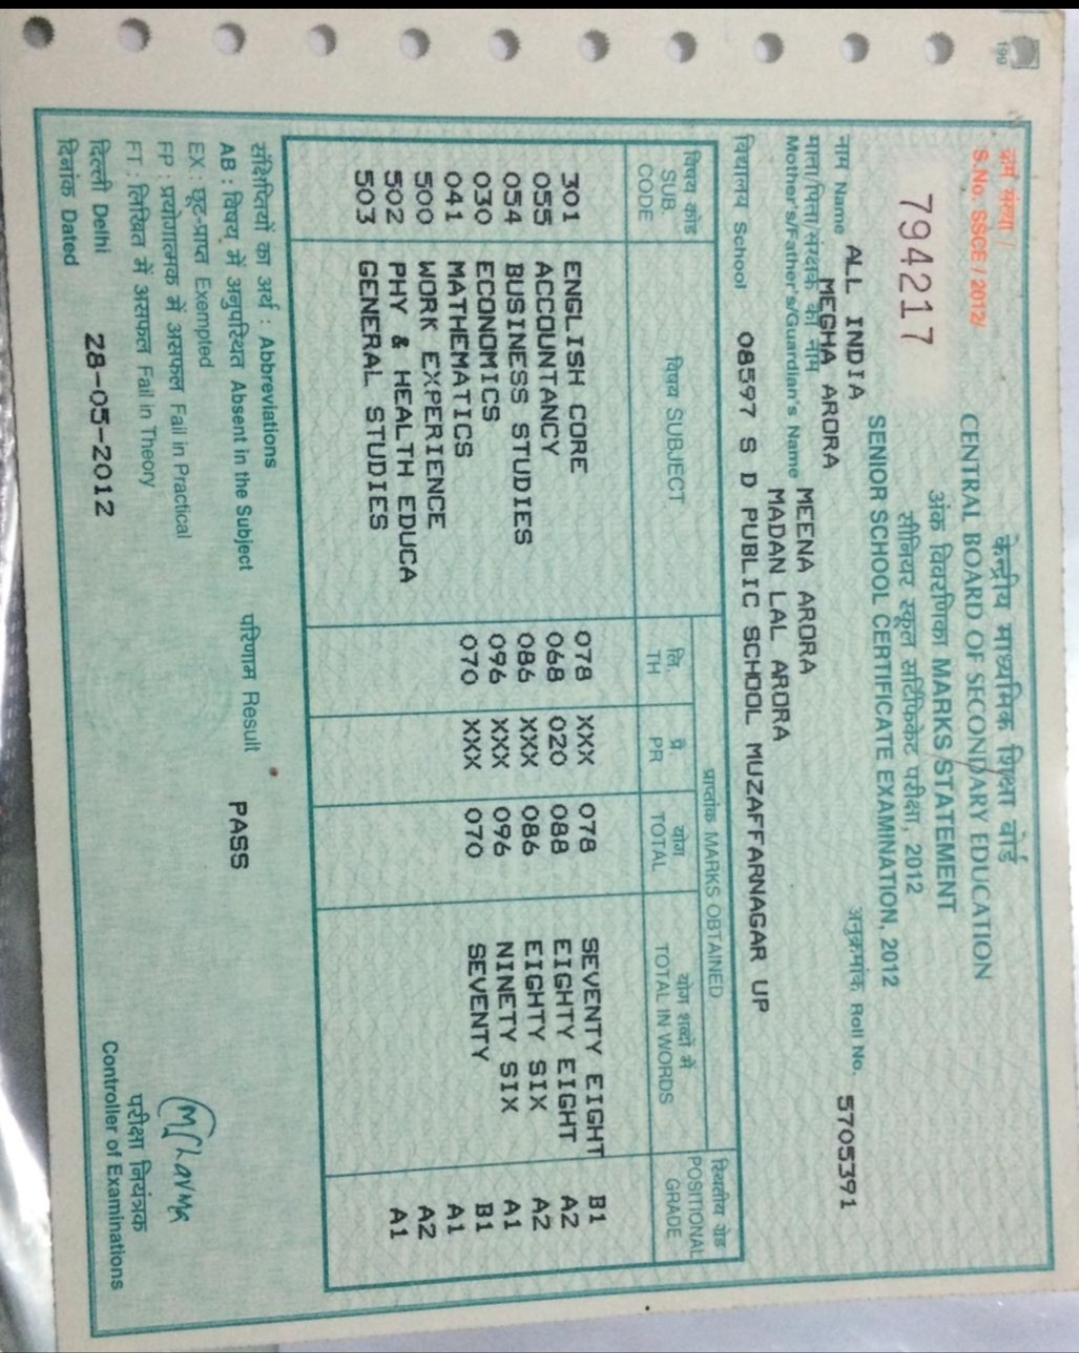 199
क्रम संख्या /
S.No. SSCE / 2012/
794217
केन्द्रीय माध्यमिक शिक्षा बोर्ड
CENTRAL BOARD OF SECONDARY EDUCATION
अंक विवरणिका MARKS STATEMENT
सीनियर स्कूल सर्टिफिकेट परीक्षा, 2012
SENIOR SCHOOL CERTIFICATE EXAMINATION, 2012
ALL INDIA
नाम Name MEGHA ARORA अनुक्रमांक Roll No. 5705391
माता/पिता/संरक्षक का नाम MEENA ARORA
Mother's/Father's/Guardian's Name MADAN LAL ARORA
विद्यालय School 08597 S D PUBLIC SCHOOL MUZAFFARNAGAR UP
विषय कोड SUB. CODE विषय SUBJECT प्राप्तांक MARKS OBTAINED स्थितीय ग्रेड POSITIONAL GRADE
लि. TH प्रै. PR योग TOTAL योग शब्दों में TOTAL IN WORDS
301 ENGLISH CORE 078 XXX 078 SEVENTY EIGHT B1
055 ACCOUNTANCY 068 020 088 EIGHTY EIGHT A2
054 BUSINESS STUDIES 086 XXX 086 EIGHTY SIX A2
030 ECONOMICS 096 XXX 096 NINETY SIX A1
041 MATHEMATICS 070 XXX 070 SEVENTY B1
500 WORK EXPERIENCE A1
502 PHY & HEALTH EDUCA A2
503 GENERAL STUDIES A1
संक्षिप्तियों का अर्थ : Abbreviations
AB : विषय में अनुपस्थित Absent in the Subject परिणाम Result PASS
EX : छूट-प्राप्त Exempted
FP : प्रयोगात्मक में असफल Fail in Practical
FT : लिखित में असफल Fail in Theory
दिल्ली Delhi
दिनांक Dated 28-05-2012
परीक्षा नियंत्रक
Controller of Examinations